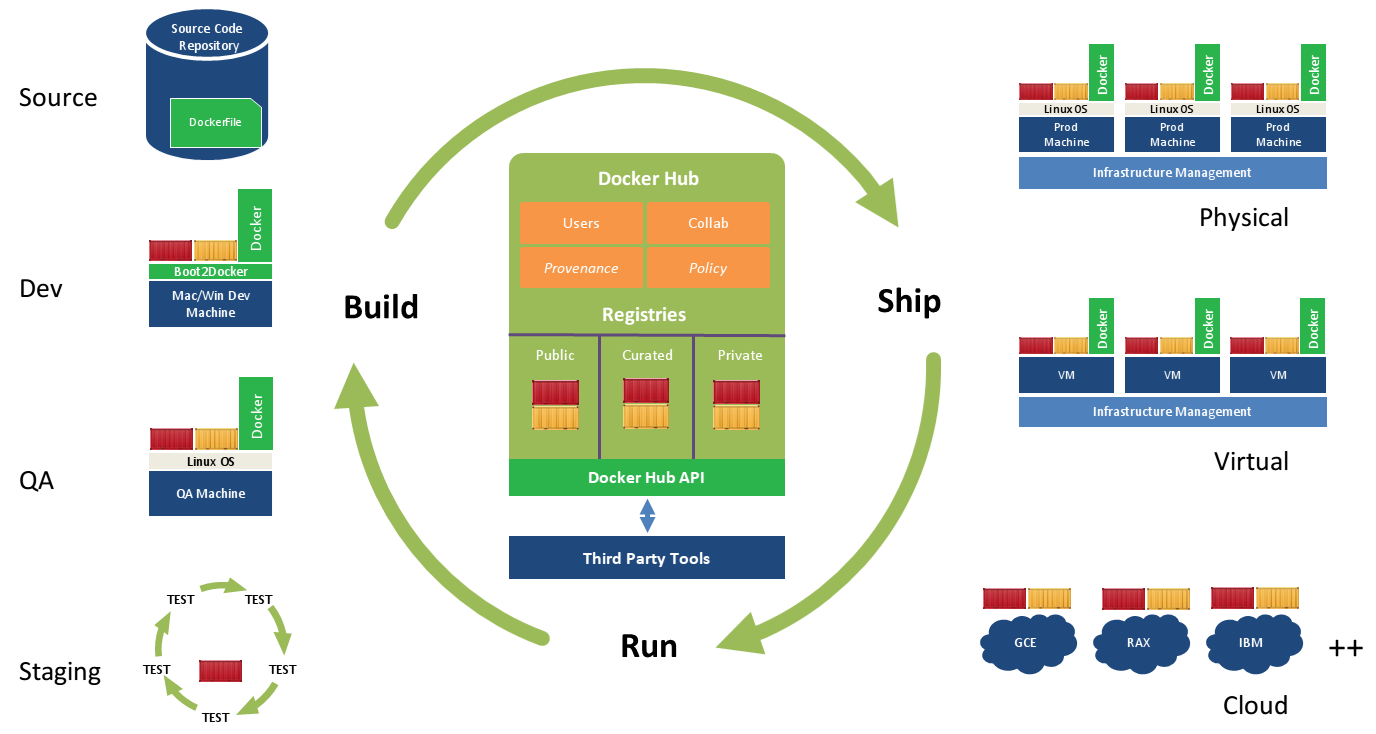 Source
Source Code
Repository
DockerFile
Dev
Docker
Boot2Docker
Mac/Win Dev
Machine
QA
Docker
Linux OS
QA Machine
Staging
TEST
TEST
TEST
TEST
TEST
Build
Ship
Run
Docker Hub
Users
Collab
Provenance
Policy
Registries
Public
Curated
Private
Docker Hub API
Third Party Tools
Docker
Docker
Docker
Linux OS
Linux OS
Linux OS
Prod
Machine
Prod
Machine
Prod
Machine
Infrastructure Management
Physical
Docker
Docker
Docker
VM
VM
VM
Infrastructure Management
Virtual
GCE
RAX
IBM
++
Cloud